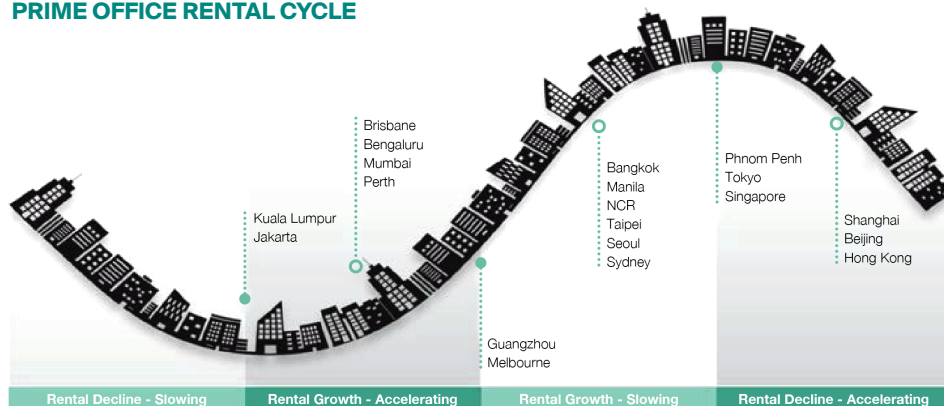 PRIME OFFICE RENTAL CYCLE
Kuala Lumpur
Jakarta
Brisbane
Bengaluru
Mumbai
Perth
Guangzhou
Melbourne
Bangkok
Manila
NCR
Taipei
Seoul
Sydney
Phnom Penh
Tokyo
Singapore
Shanghai
Beijing
Hong Kong
Rental Decline - Slowing
Rental Growth - Accelerating
Rental Growth - Slowing
Rental Decline - Accelerating